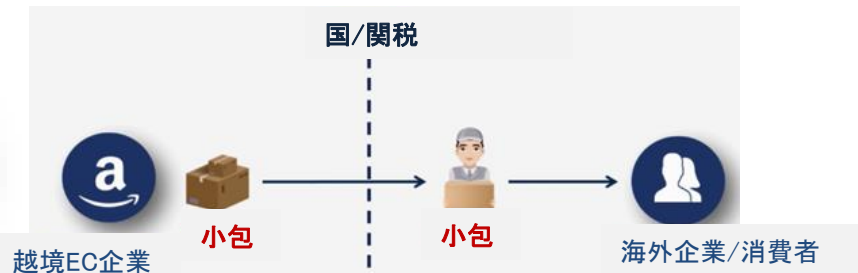 国/関税
a
小包
小包
越境EC企業
海外企業/消費者